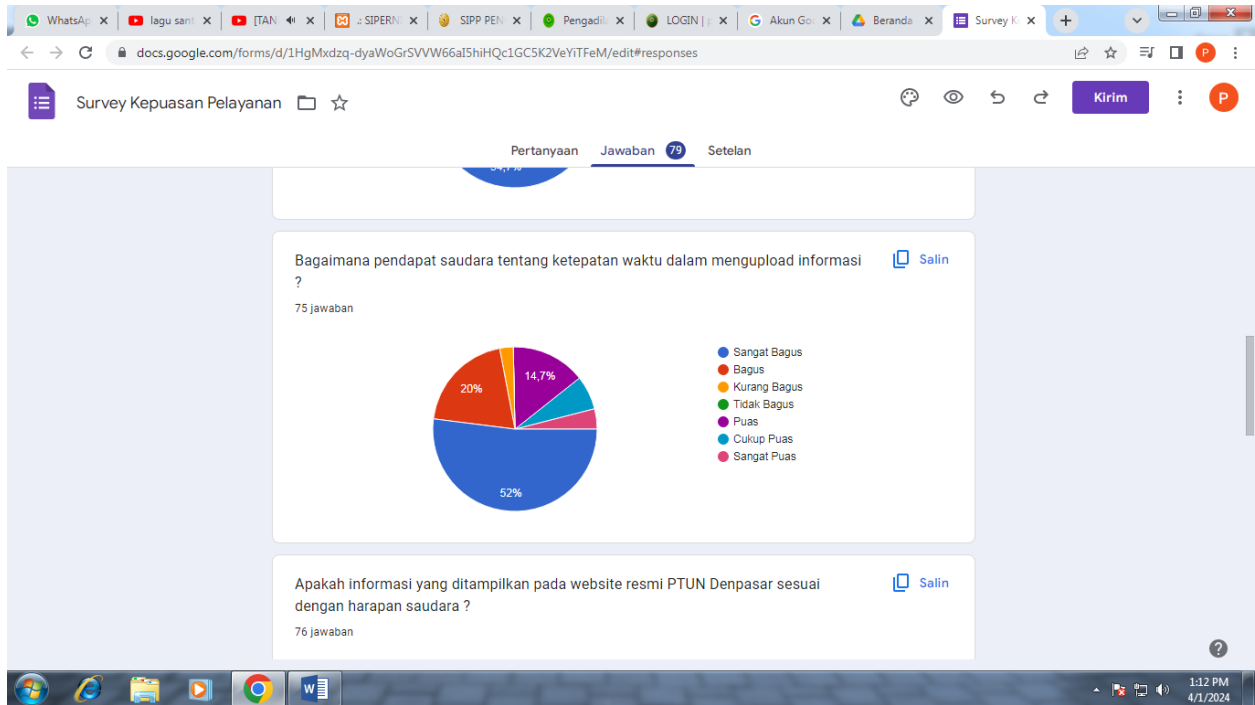 WhatsAp
lagu sant
[TAN
.: SIPERN
SIPP PEN
Pengadil
LOGIN |
Akun Goo
Beranda
Survey K
docs.google.com/forms/d/1HgMxdzq-dyaWoGrSVVW66aI5hiHQc1GC5K2VeYiTFeM/edit#responses
P
Survey Kepuasan Pelayanan
Kirim
P
Pertanyaan
Jawaban 79
Setelan
Bagaimana pendapat saudara tentang ketepatan waktu dalam mengupload informasi
?
Salin
75 jawaban
20%
14,7%
52%
Sangat Bagus
Bagus
Kurang Bagus
Tidak Bagus
Puas
Cukup Puas
Sangat Puas
Apakah informasi yang ditampilkan pada website resmi PTUN Denpasar sesuai
dengan harapan saudara ?
Salin
76 jawaban
1:12 PM
4/1/2024